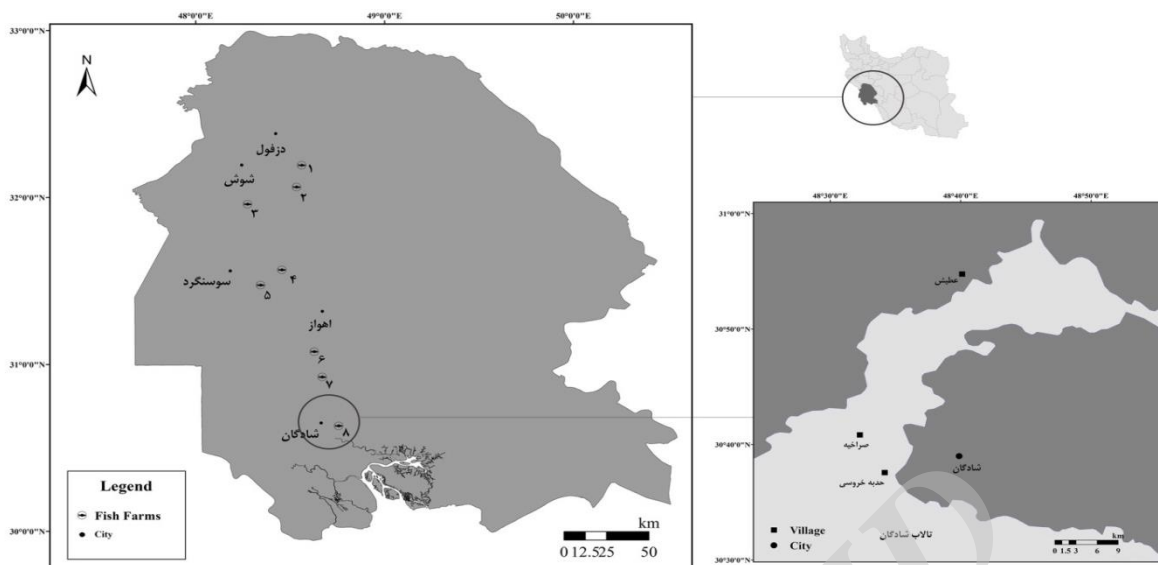 48°0'0"E 49°0'0"E 50°0'0"E
33°0'0"N
N
دزفول
۱
شوش
۲
32°0'0"N
۳
سوسنگرد
۴
۵
اهواز
۶
31°0'0"N
۷
شادگان
۸
Legend
Fish Farms
City
km
0 12.525 50
30°0'0"N
48°30'0"E 48°40'0"E 48°50'0"E
31°0'0"N
عطیش
30°50'0"N
صراخیه
30°40'0"N
شادگان
حدبه خروسی
Village
City
تالاب شادگان
km
0 1.5 3 6 9
30°30'0"N